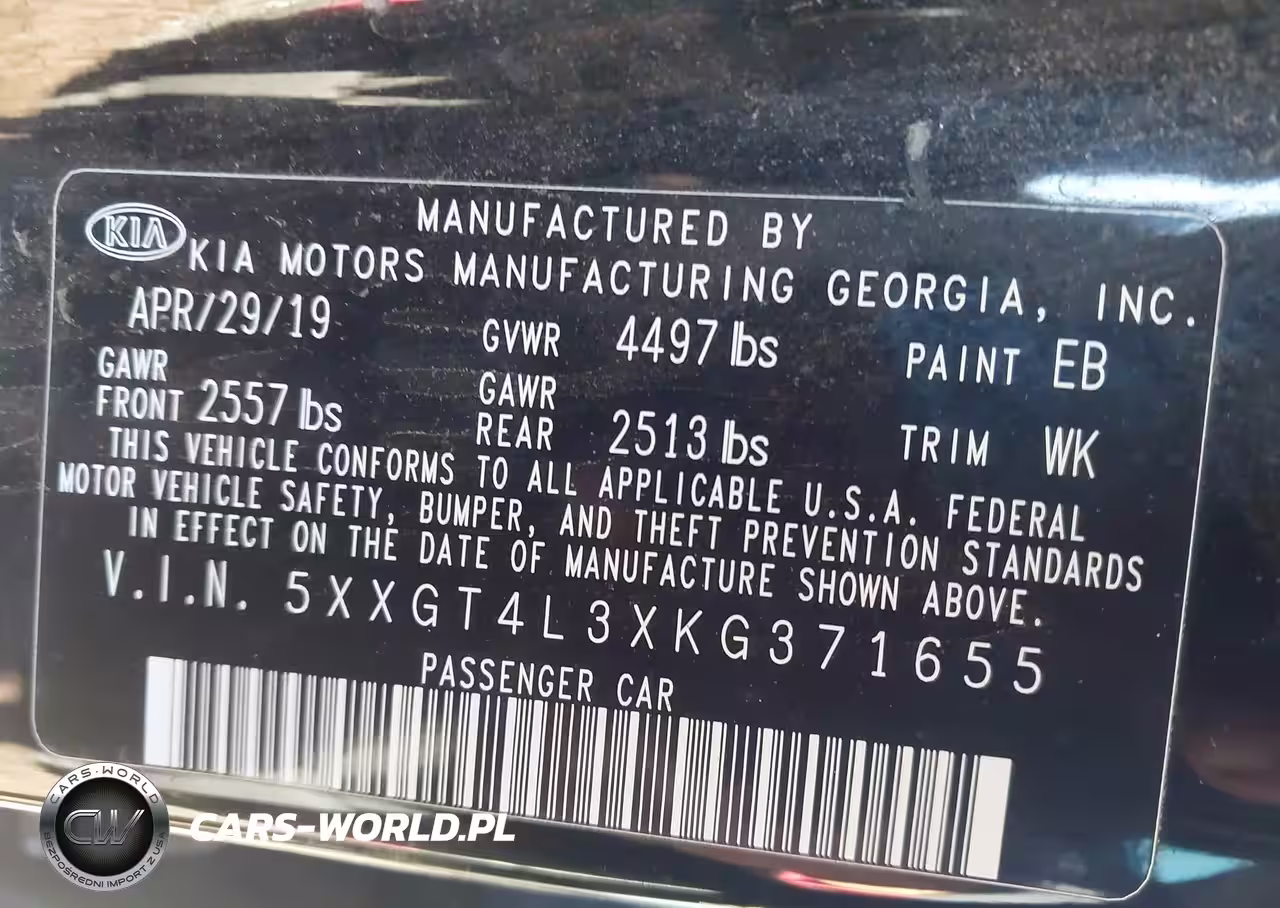 KIA
MANUFACTURED BY
KIA MOTORS MANUFACTURING GEORGIA, INC.
APR/29/19 GVWR 4497 lbs PAINT EB
GAWR FRONT 2557 lbs GAWR REAR 2513 lbs TRIM WK
THIS VEHICLE CONFORMS TO ALL APPLICABLE U.S.A. FEDERAL
MOTOR VEHICLE SAFETY, BUMPER, AND THEFT PREVENTION STANDARDS
IN EFFECT ON THE DATE OF MANUFACTURE SHOWN ABOVE.
V.I.N. 5XXGT4L3XKG371655
PASSENGER CAR
CARS-WORLD
CW
BEZPOŚREDNI IMPORT Z USA
CARS-WORLD.PL